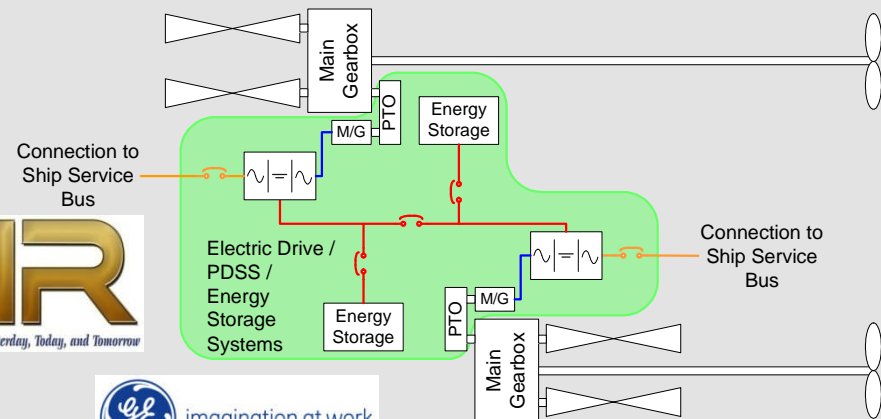 Main
Gearbox
PTO
M/G
Energy
Storage
Connection to
Ship Service
Bus
Electric Drive /
PDSS /
Energy
Storage
Systems
Energy
Storage
Connection to
Ship Service
Bus
M/G
PTO
Main
Gearbox
R
Today, and Tomorrow
GE
imagination at work